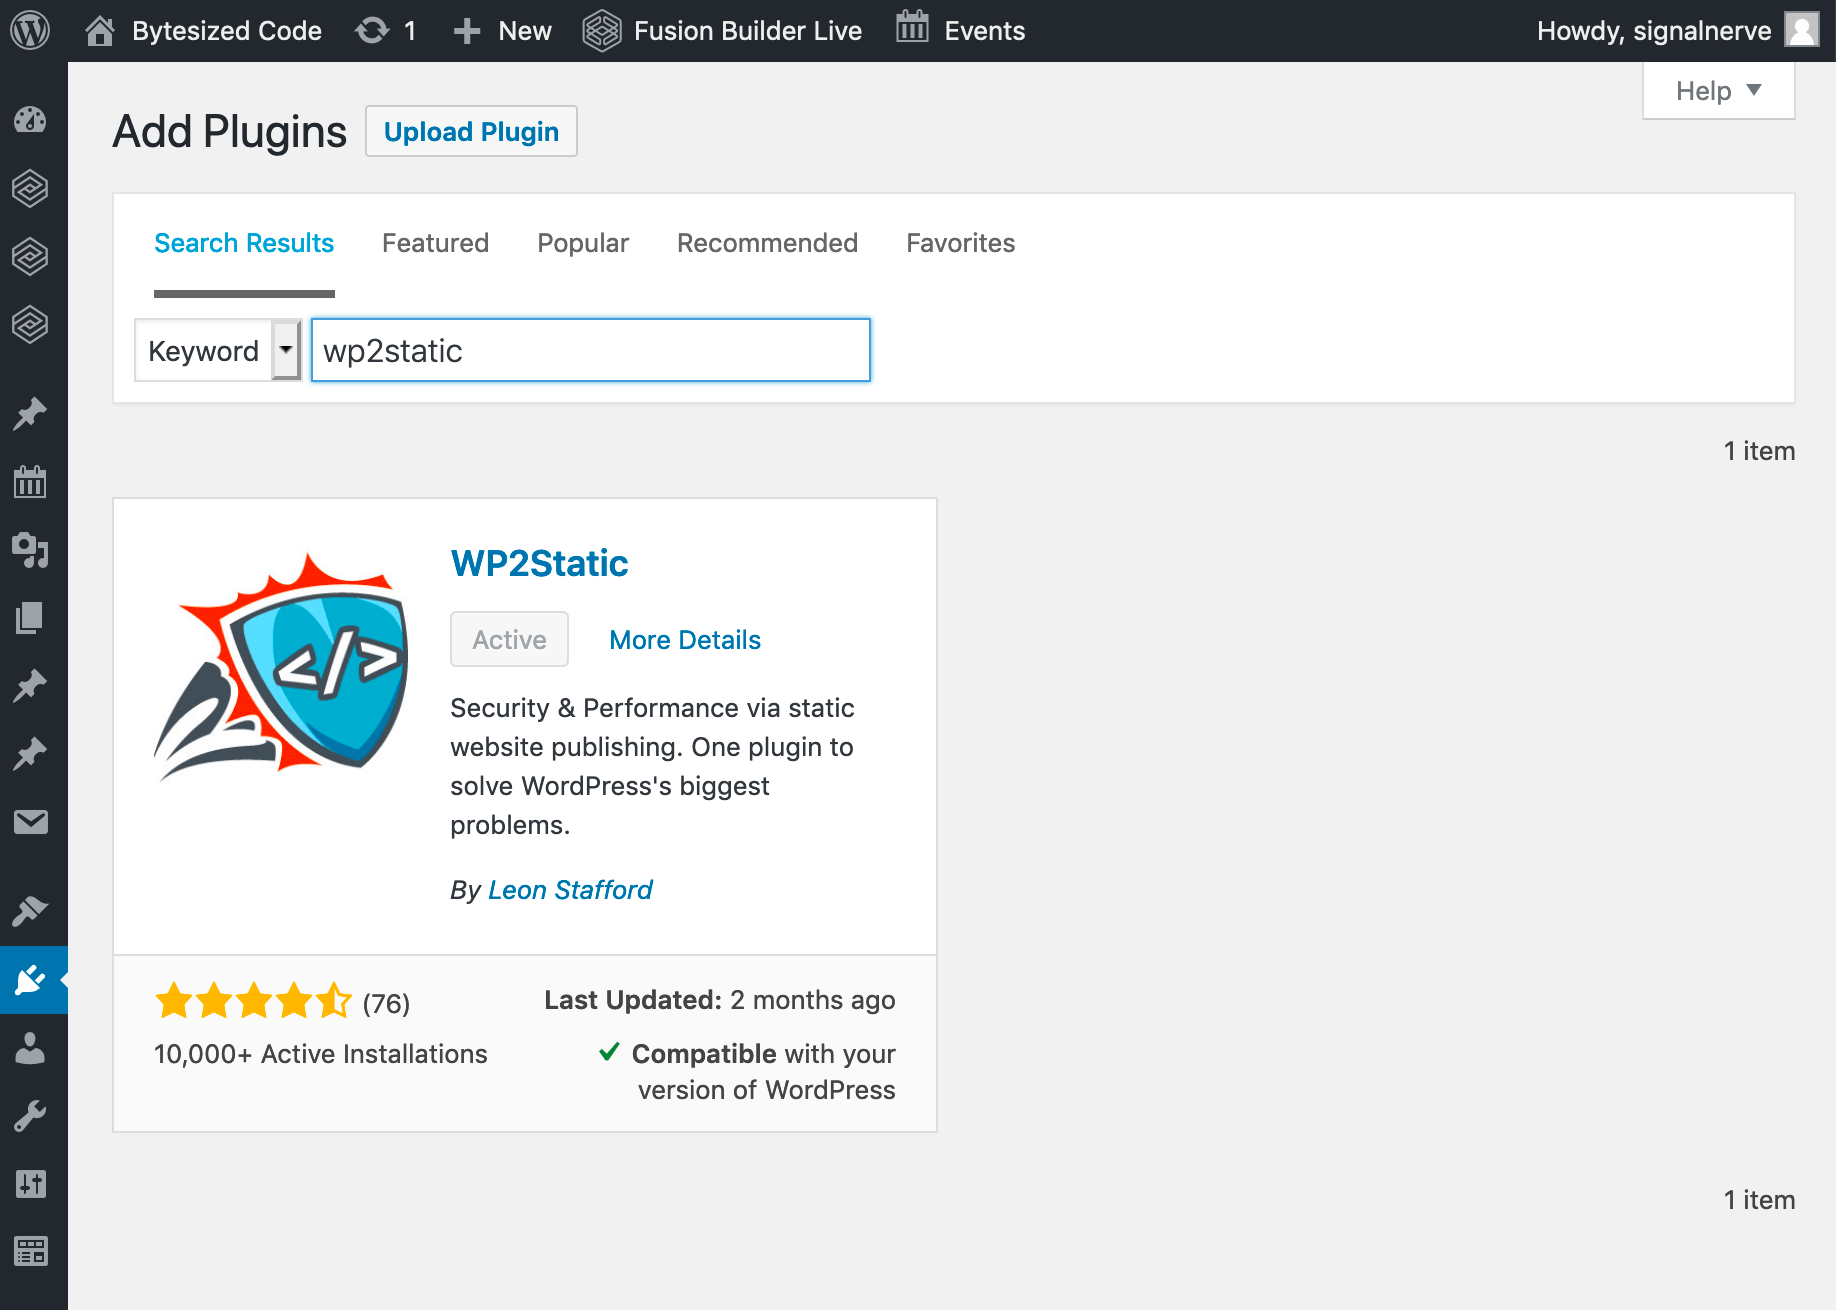 Bytesized Code 1 New Fusion Builder Live Events Howdy, signalnerve
Help
Add Plugins Upload Plugin
Search Results Featured Popular Recommended Favorites
Keyword wp2static
1 item
WP2Static
Active More Details
Security & Performance via static
website publishing. One plugin to
solve WordPress's biggest
problems.
By Leon Stafford
(76) Last Updated: 2 months ago
10,000+ Active Installations Compatible with your
version of WordPress
1 item